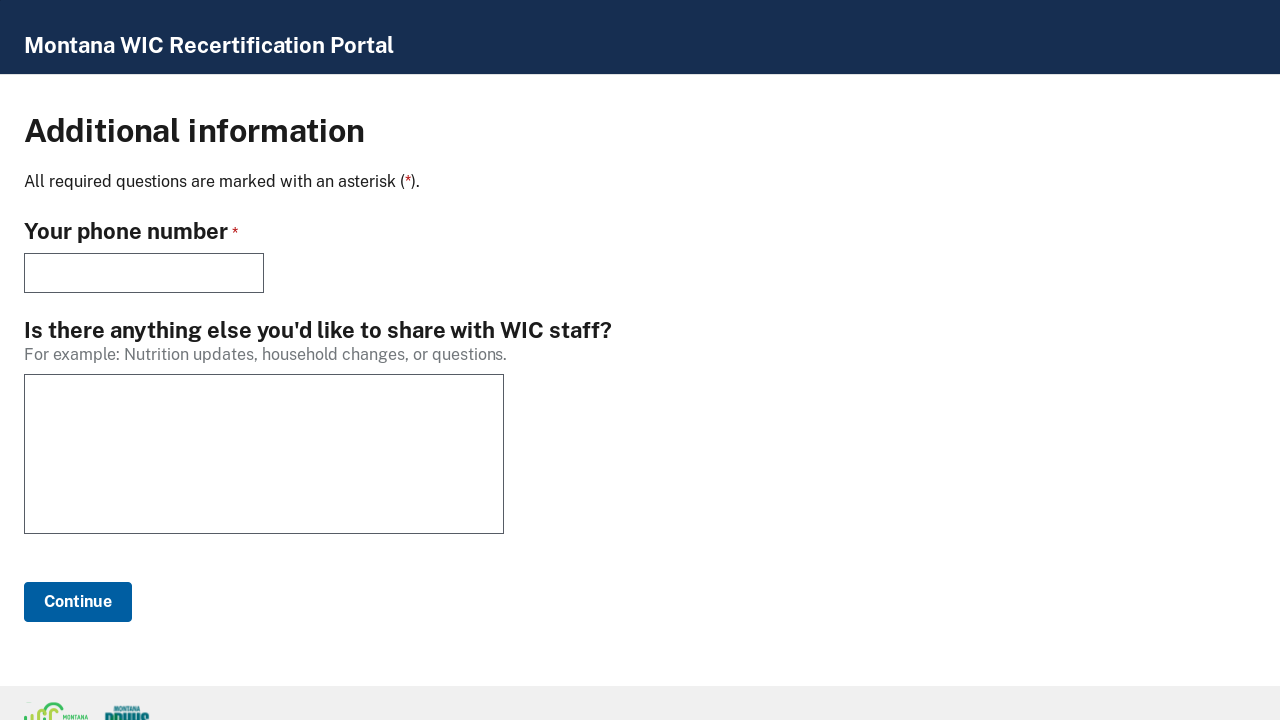 Montana WIC Recertification Portal
Additional information
All required questions are marked with an asterisk (*).
Your phone number *
Is there anything else you'd like to share with WIC staff?
For example: Nutrition updates, household changes, or questions.
Continue
MONTANA
MONTANA